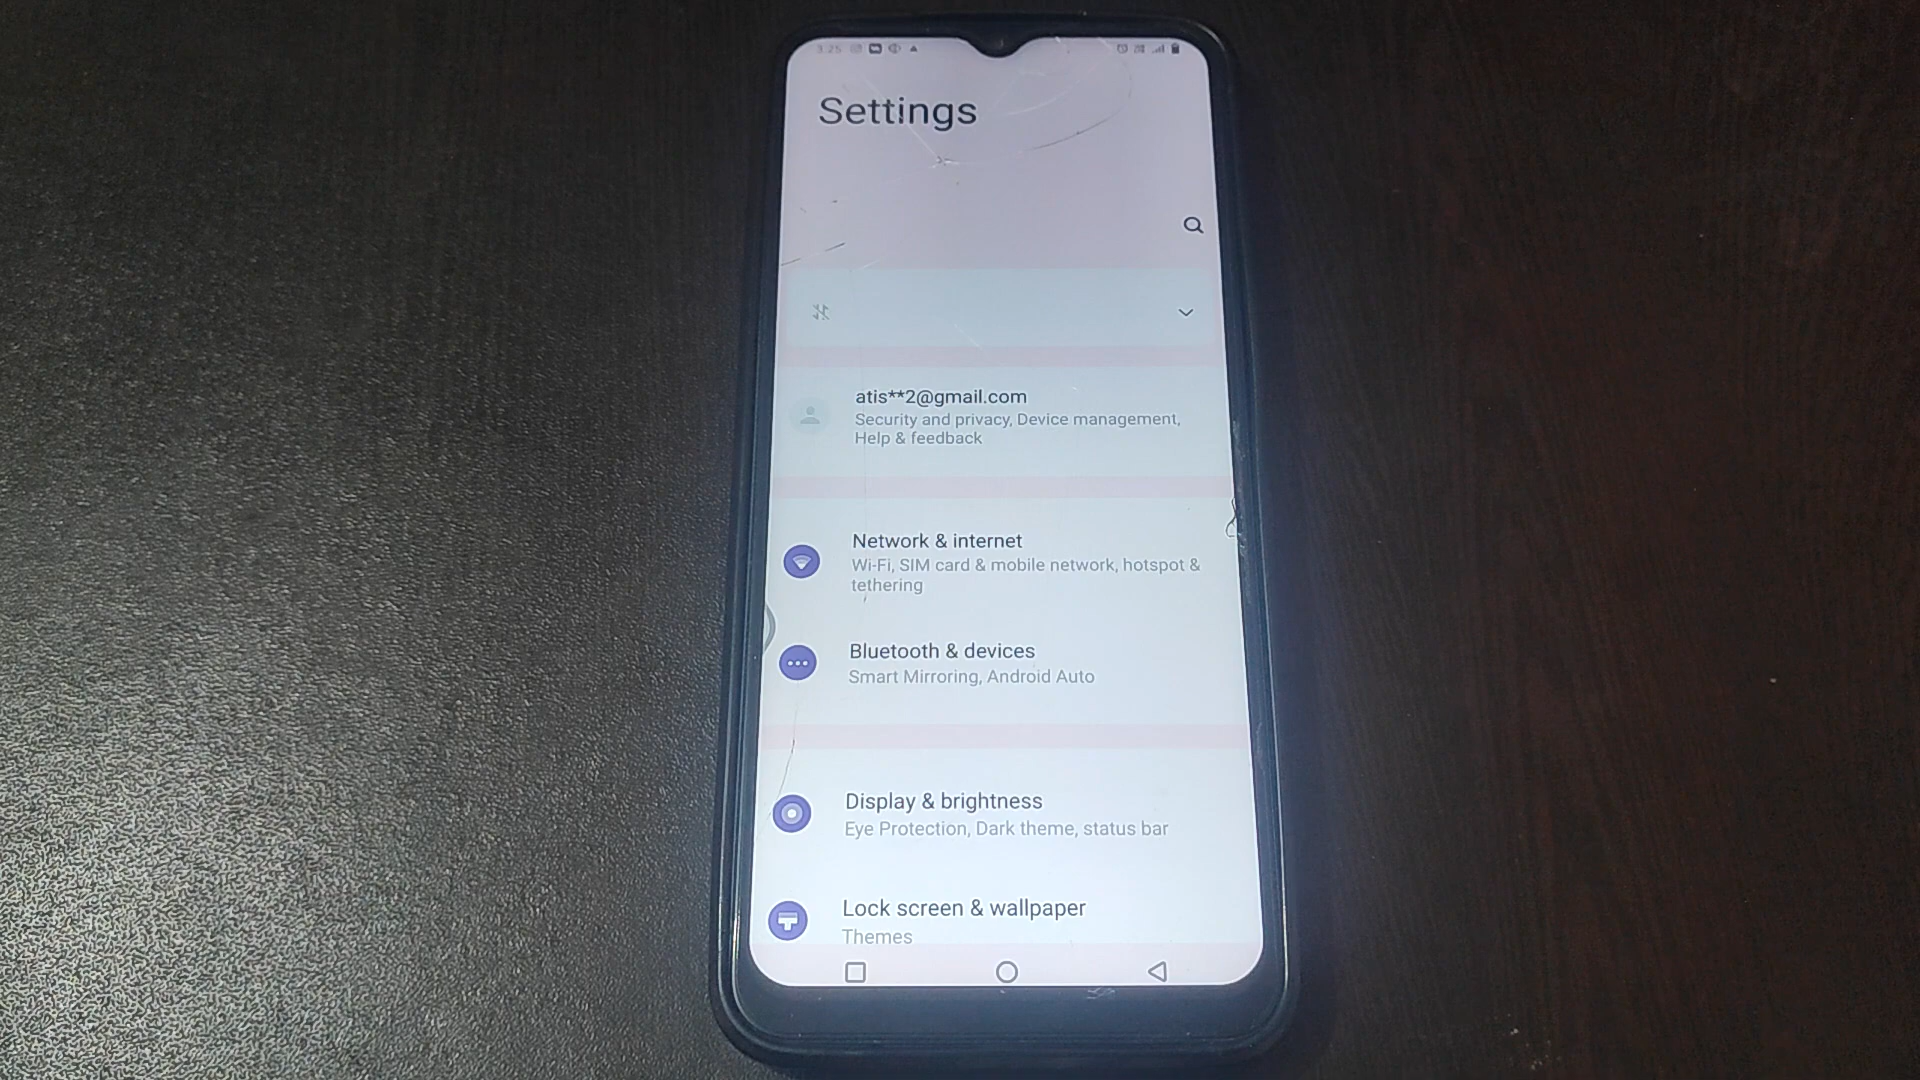 3:25
Settings
atis**2@gmail.com
Security and privacy, Device management,
Help & feedback
Network & internet
Wi-Fi, SIM card & mobile network, hotspot &
tethering
Bluetooth & devices
Smart Mirroring, Android Auto
Display & brightness
Eye Protection, Dark theme, status bar
Lock screen & wallpaper
Themes